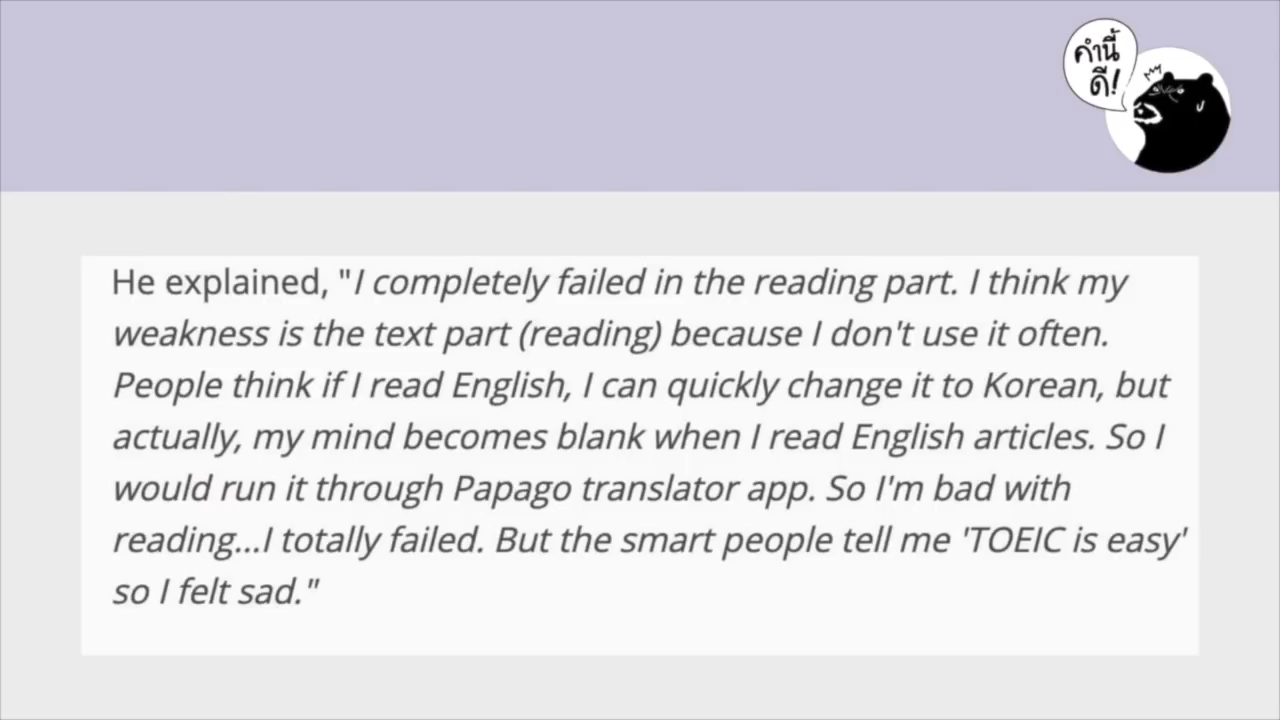 คำนี้
ดี!
He explained, "I completely failed in the reading part. I think my
weakness is the text part (reading) because I don't use it often.
People think if I read English, I can quickly change it to Korean, but
actually, my mind becomes blank when I read English articles. So I
would run it through Papago translator app. So I'm bad with
reading...I totally failed. But the smart people tell me 'TOEIC is easy'
so I felt sad."